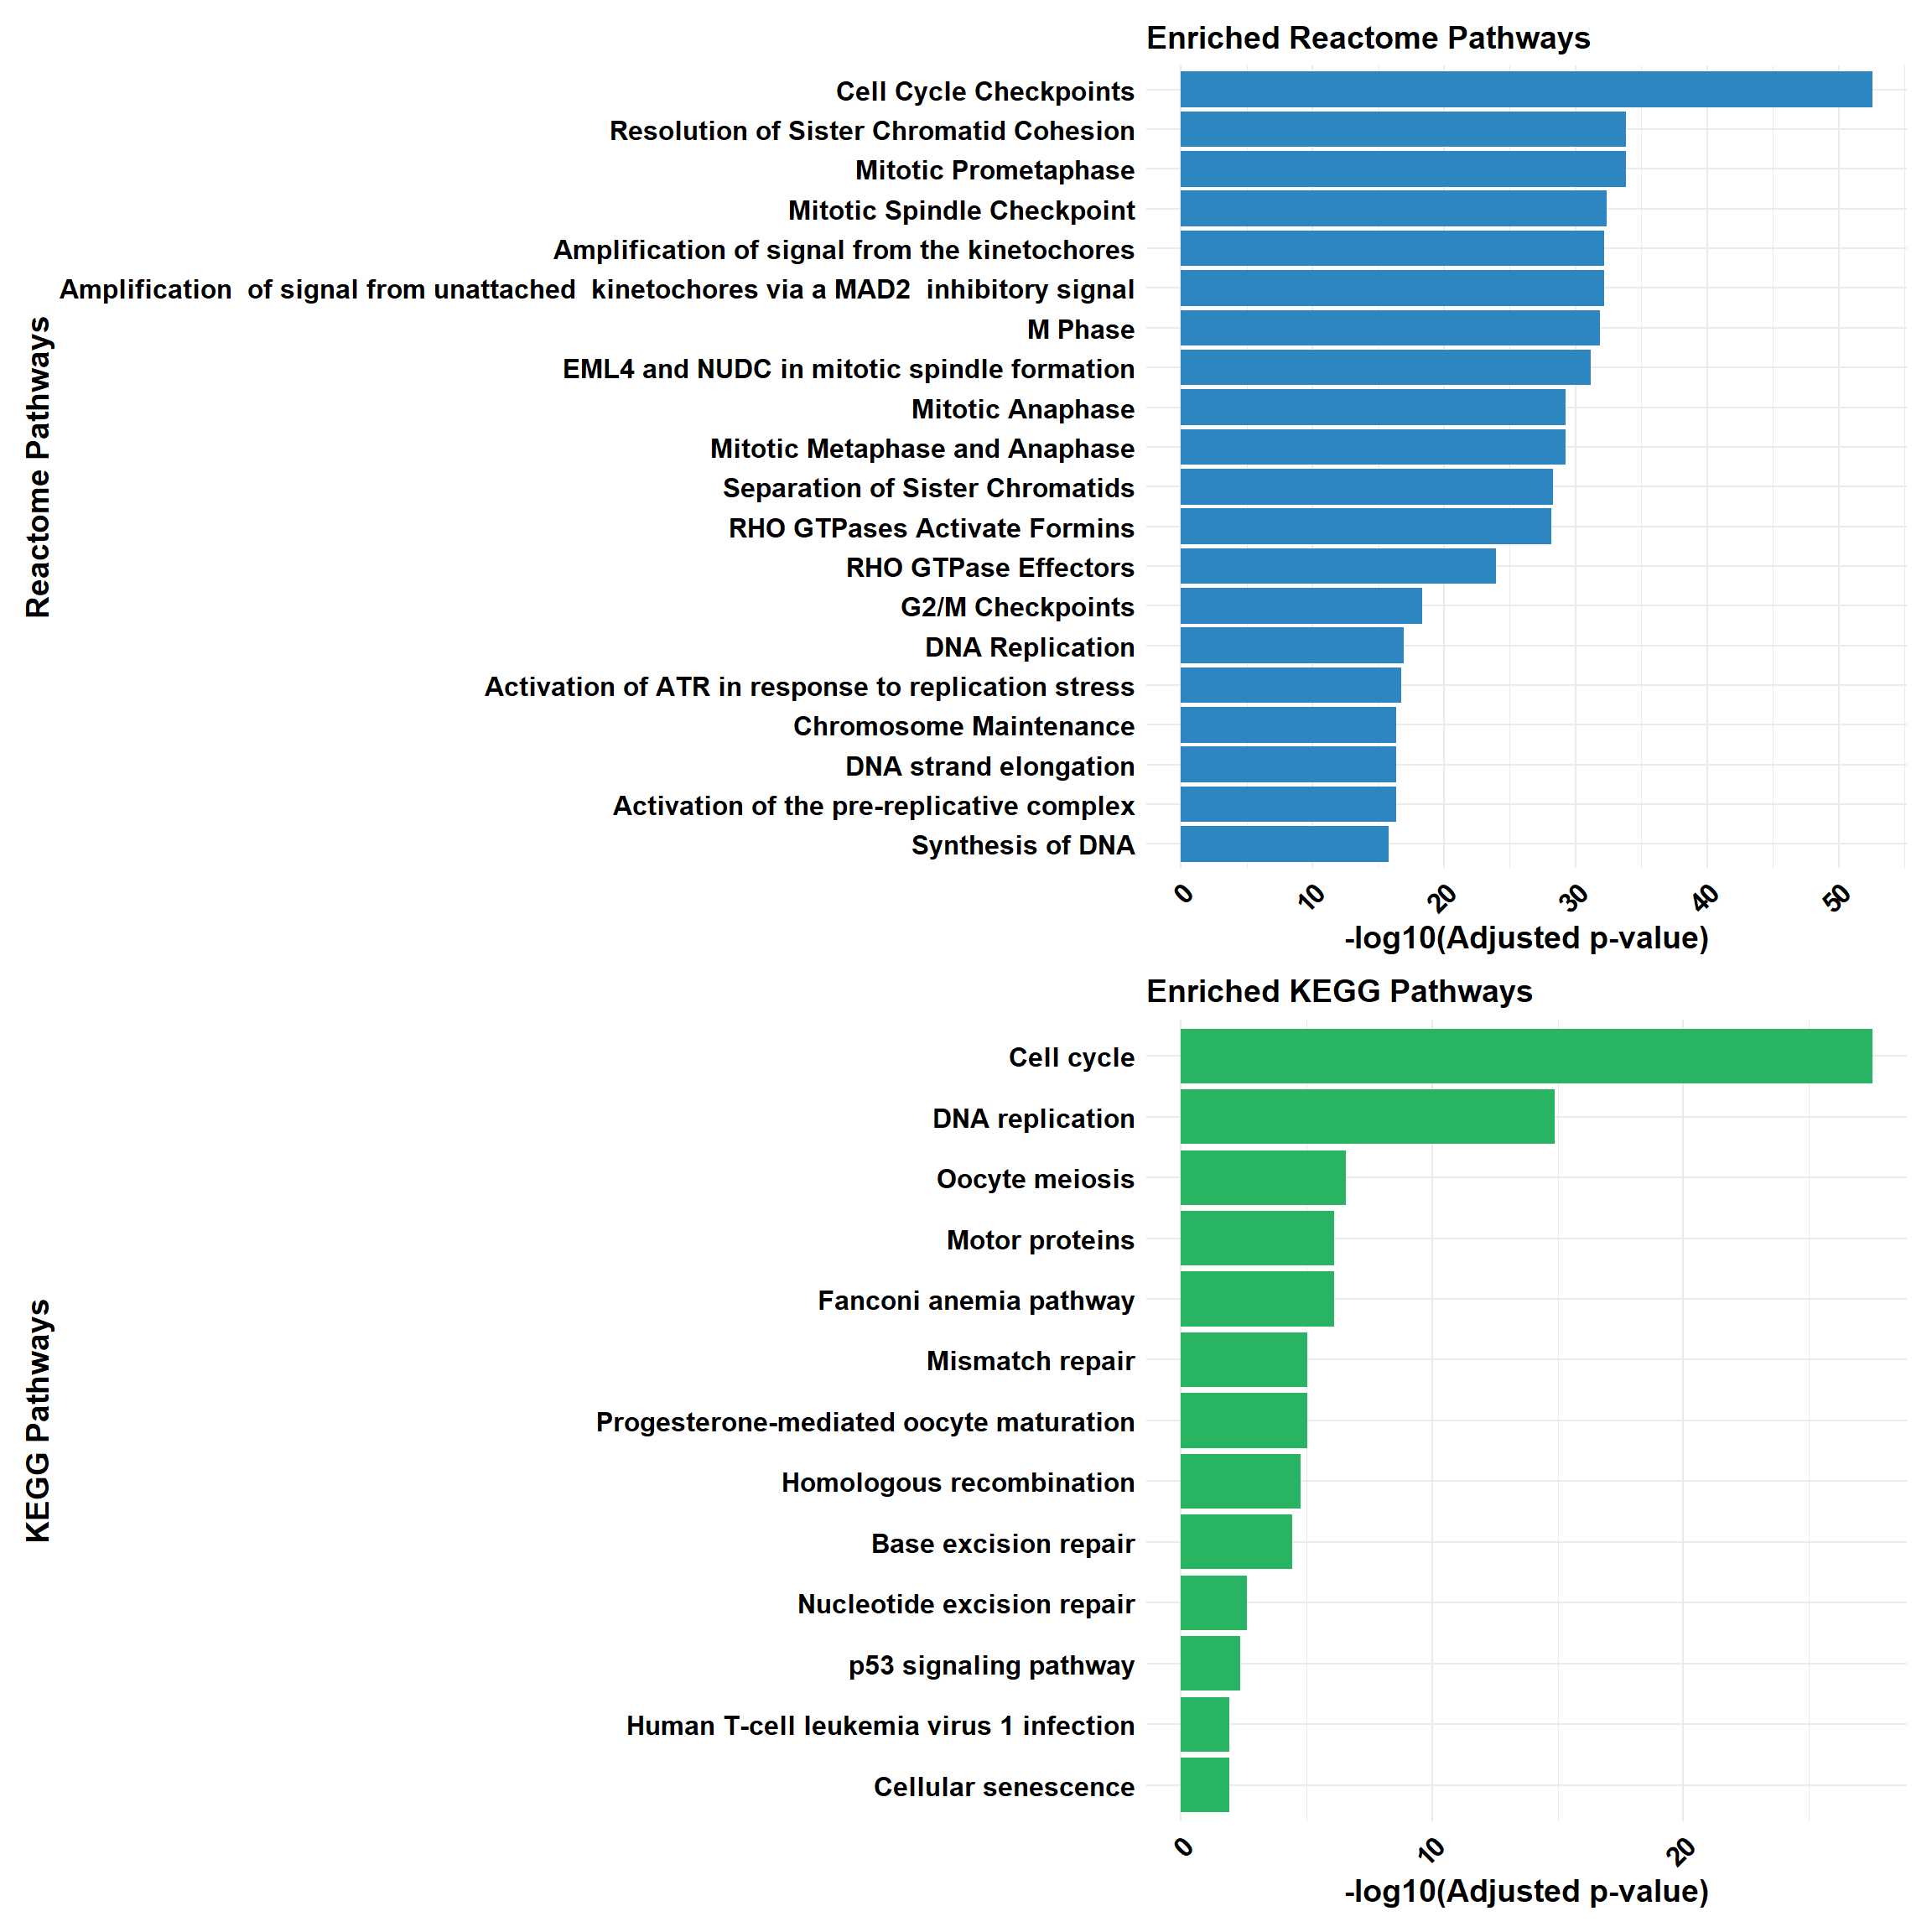 Enriched Reactome Pathways
Reactome Pathways
Cell Cycle Checkpoints
Resolution of Sister Chromatid Cohesion
Mitotic Prometaphase
Mitotic Spindle Checkpoint
Amplification of signal from the kinetochores
Amplification  of signal from unattached  kinetochores via a MAD2  inhibitory signal
M Phase
EML4 and NUDC in mitotic spindle formation
Mitotic Anaphase
Mitotic Metaphase and Anaphase
Separation of Sister Chromatids
RHO GTPases Activate Formins
RHO GTPase Effectors
G2/M Checkpoints
DNA Replication
Activation of ATR in response to replication stress
Chromosome Maintenance
DNA strand elongation
Activation of the pre-replicative complex
Synthesis of DNA
0 10 20 30 40 50
-log10(Adjusted p-value)
Enriched KEGG Pathways
KEGG Pathways
Cell cycle
DNA replication
Oocyte meiosis
Motor proteins
Fanconi anemia pathway
Mismatch repair
Progesterone-mediated oocyte maturation
Homologous recombination
Base excision repair
Nucleotide excision repair
p53 signaling pathway
Human T-cell leukemia virus 1 infection
Cellular senescence
0 10 20
-log10(Adjusted p-value)